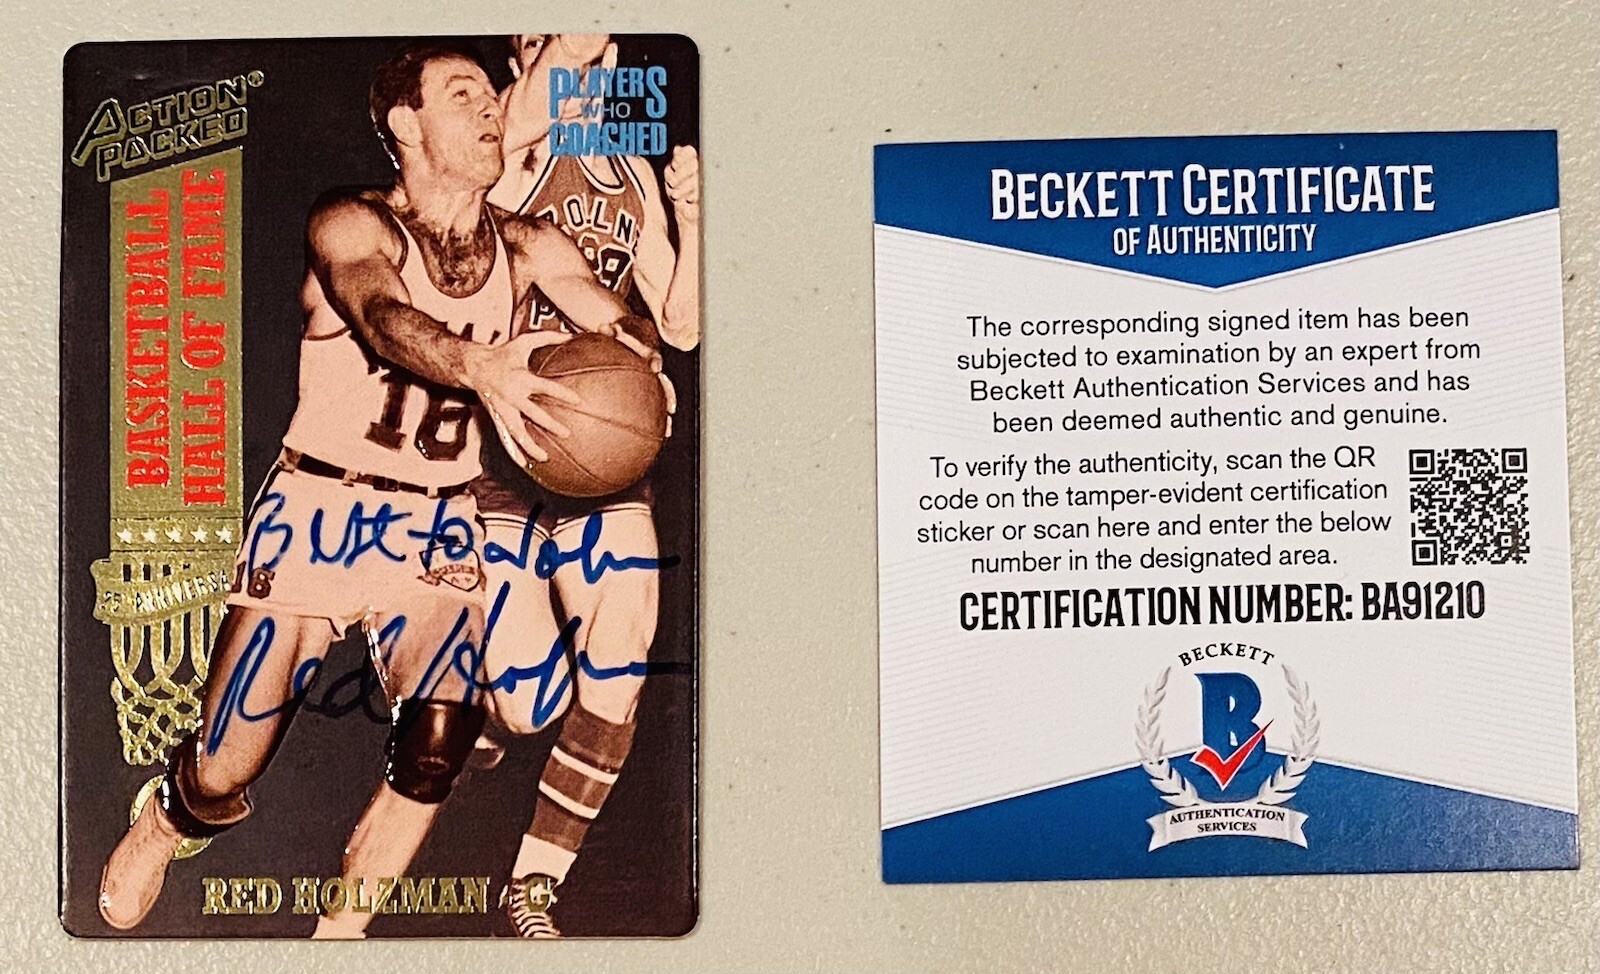 ACTION
PACKED
BASKETBALL
HALL OF FAME
PLAYERS
WHO
COACHED
16
16
25TH ANNIVERSA
Best to John
Red Holzman
RED HOLZMAN - G
BECKETT CERTIFICATE
OF AUTHENTICITY
The corresponding signed item has been
subjected to examination by an expert from
Beckett Authentication Services and has
been deemed authentic and genuine.
To verify the authenticity, scan the QR
code on the tamper-evident certification
sticker or scan here and enter the below
number in the designated area.
CERTIFICATION NUMBER: BA91210
BECKETT
B
AUTHENTICATION
SERVICES